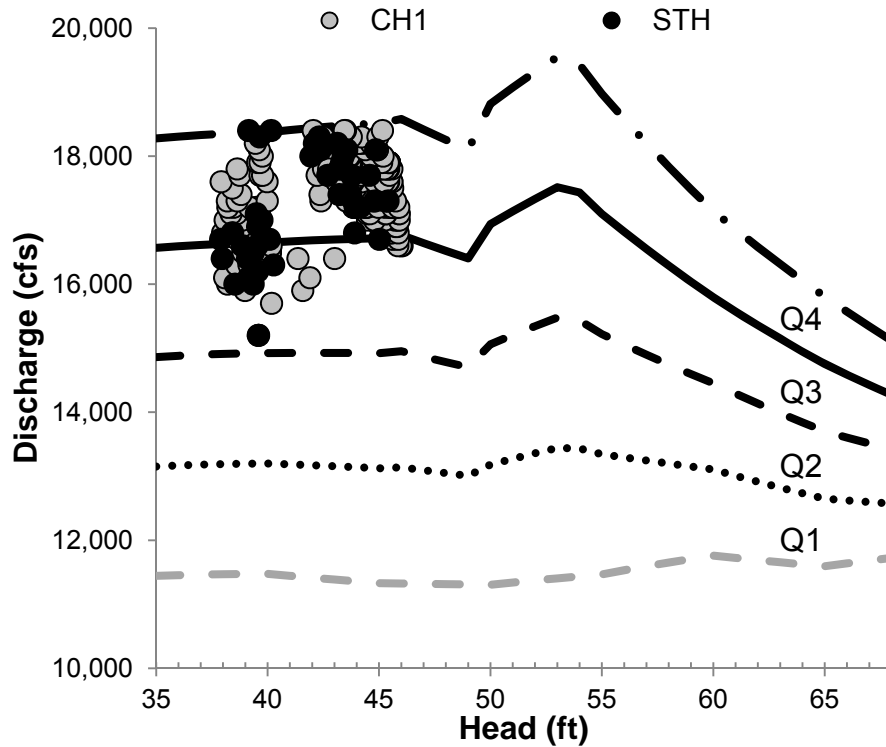 CH1 STH
20,000
18,000
16,000
14,000
12,000
10,000
Discharge (cfs)
Q4
Q3
Q2
Q1
35 40 45 50 55 60 65
Head (ft)